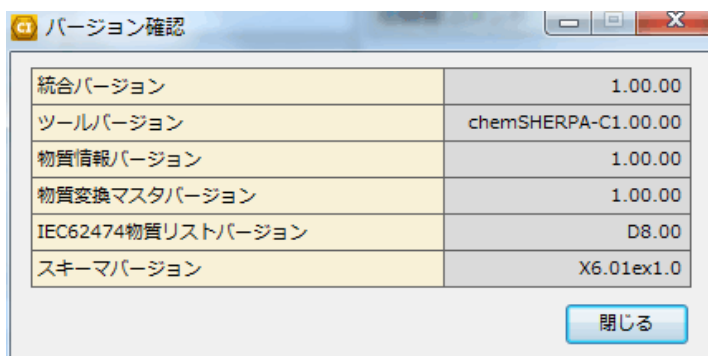 CI バージョン確認
統合バージョン 1.00.00
ツールバージョン chemSHERPA-C1.00.00
物質情報バージョン 1.00.00
物質変換マスタバージョン 1.00.00
IEC62474物質リストバージョン D8.00
スキーマバージョン X6.01ex1.0
閉じる